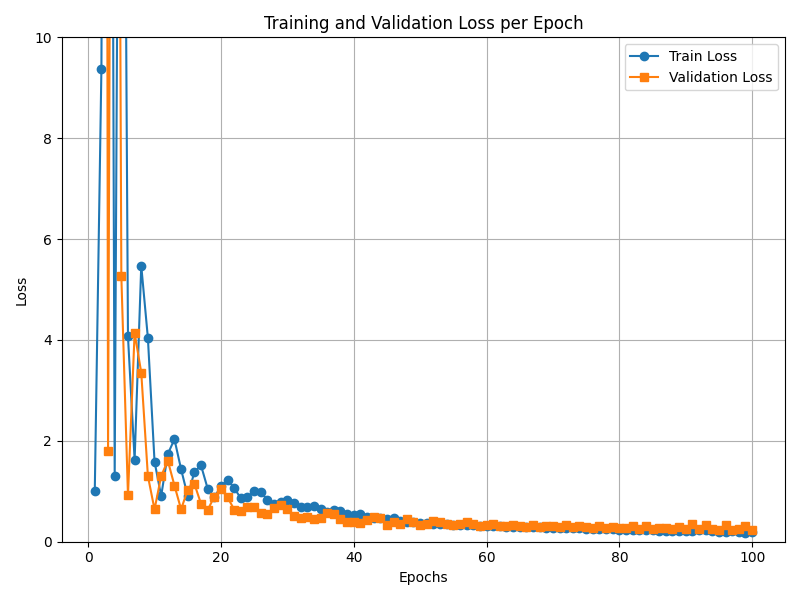 Training and Validation Loss per Epoch
Train Loss
Validation Loss
Loss
10
8
6
4
2
0
0 20 40 60 80 100
Epochs